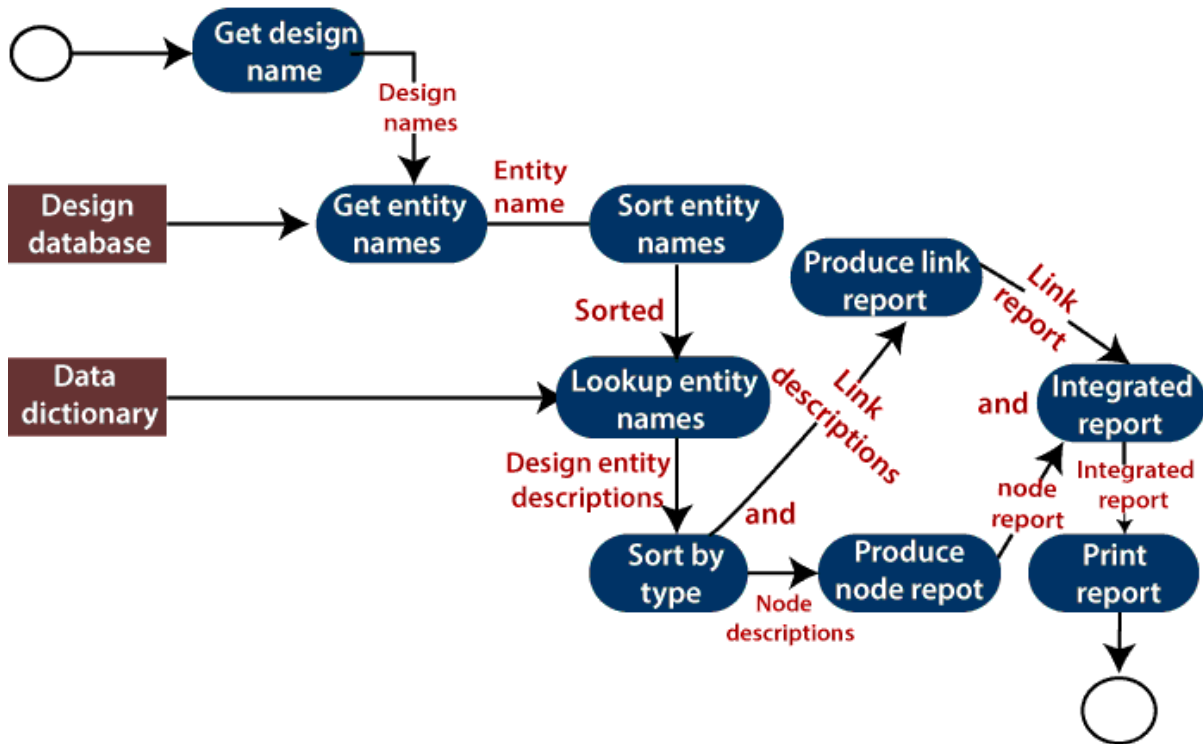 Get design
name
Design
names
Design
database
Get entity
names
Entity
name
Sort entity
names
Sorted
Data
dictionary
Lookup entity
names
Design entity
descriptions
Sort by
type
and
Link
descriptions
Produce link
report
Link
report
Node
descriptions
Produce
node repot
node
report
and
Integrated
report
Integrated
report
Print
report